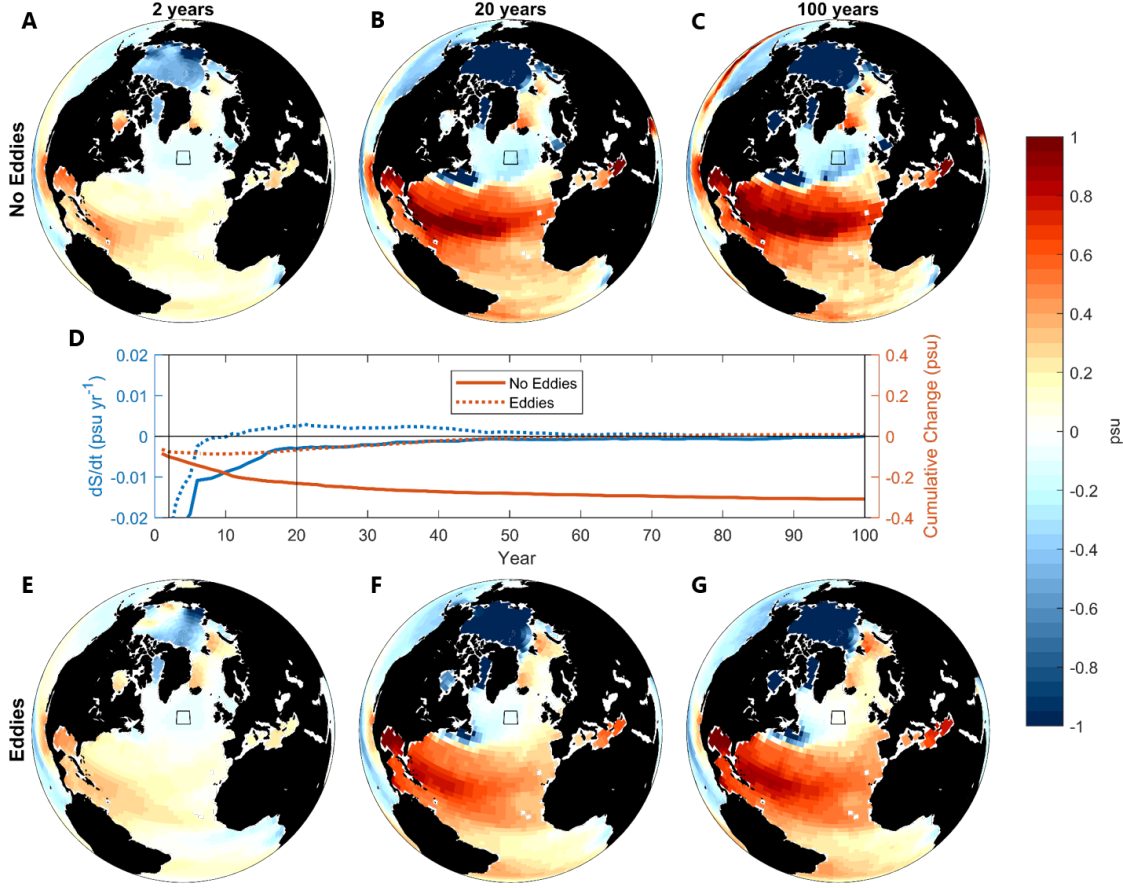 2 years
20 years
100 years
A
B
C
No Eddies
D
0.02
0.01
0
-0.01
-0.02
dS/dt (psu yr⁻¹)
No Eddies
Eddies
0.4
0.2
0
-0.2
-0.4
Cumulative Change (psu)
0 10 20 30 40 50 60 70 80 90 100
Year
1
0.8
0.6
0.4
0.2
0
-0.2
-0.4
-0.6
-0.8
-1
psu
E
F
G
Eddies